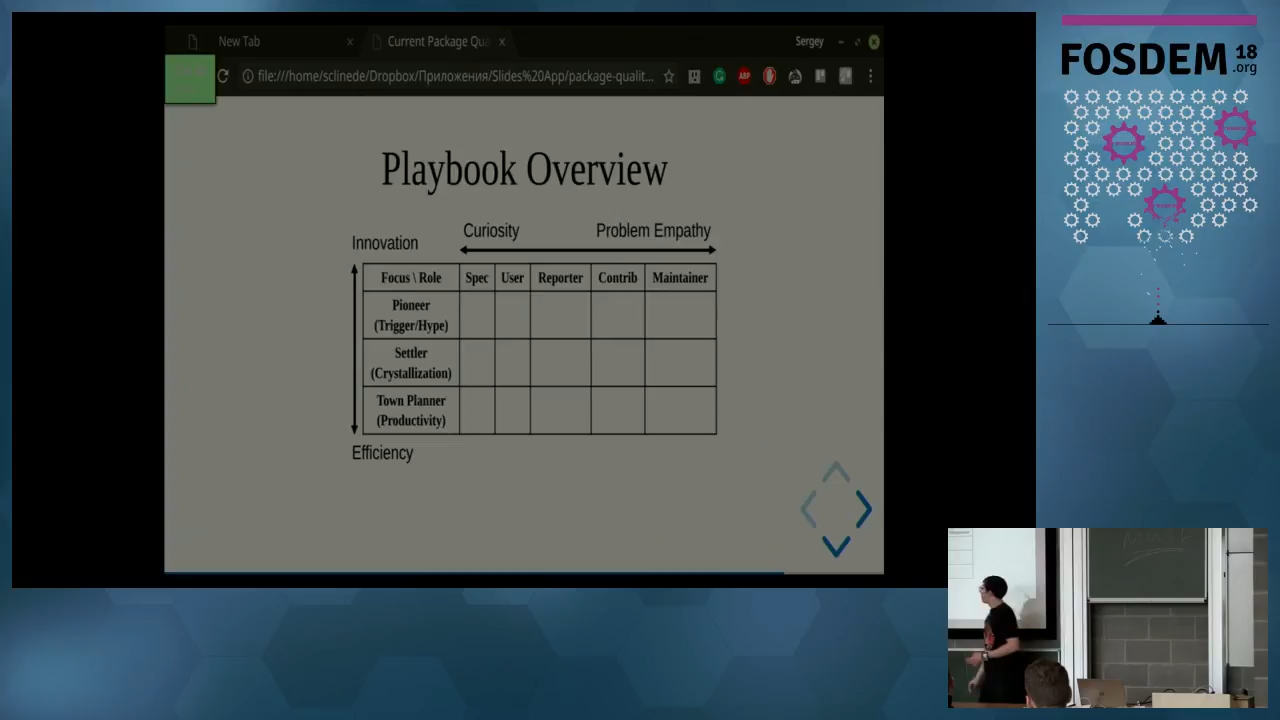 New Tab
Current Package Qua
Sergey
file:///home/sclinede/Dropbox/Приложения/Slides%20App/package-qualit...
ABP
Playbook Overview
Curiosity
Problem Empathy
Innovation
Focus \ Role
Spec
User
Reporter
Contrib
Maintainer
Pioneer
(Trigger/Hype)
Settler
(Crystallization)
Town Planner
(Productivity)
Efficiency
FOSDEM 18
.org